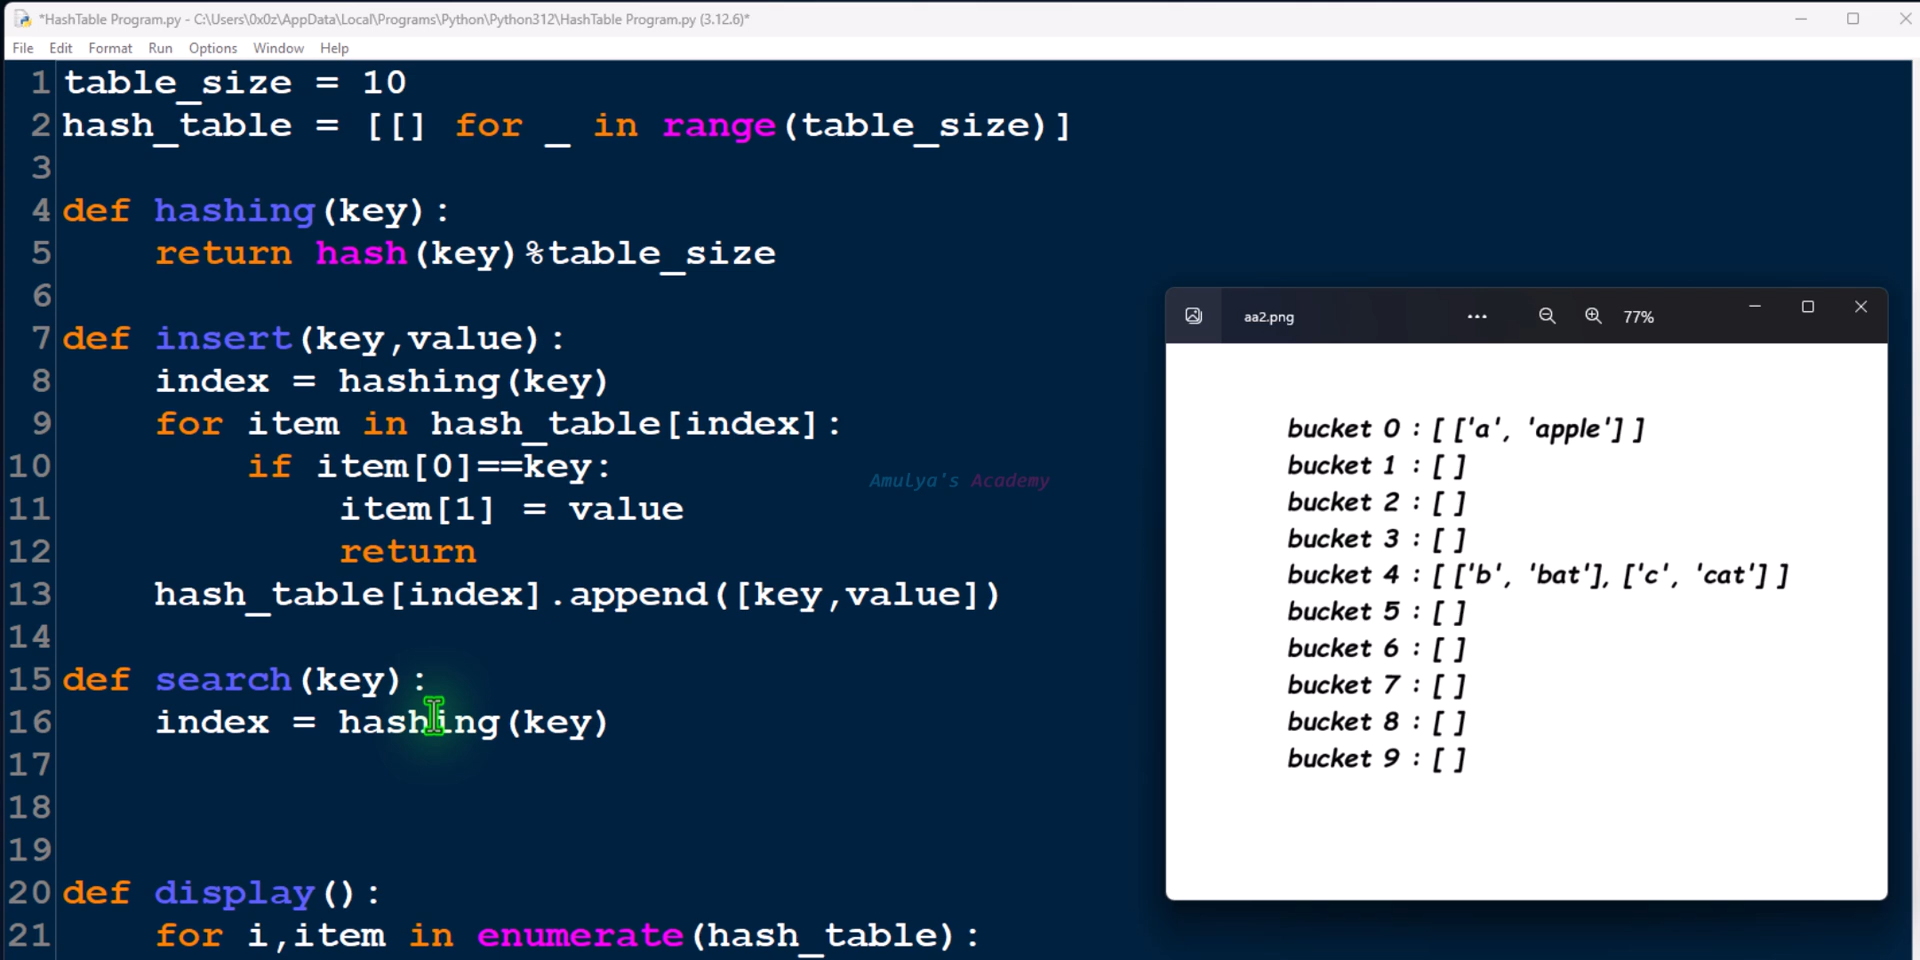 *HashTable Program.py - C:\Users\0x0z\AppData\Local\Programs\Python\Python312\HashTable Program.py (3.12.6)*
File Edit Format Run Options Window Help
1 table_size = 10
2 hash_table = [[] for _ in range(table_size)]
3
4 def hashing(key):
5     return hash(key)%table_size
6
7 def insert(key,value):
8     index = hashing(key)
9     for item in hash_table[index]:
10         if item[0]==key:
11             item[1] = value
12             return
13     hash_table[index].append([key,value])
14
15 def search(key):
16     index = hashing(key)
17
18
19
20 def display():
21     for i,item in enumerate(hash_table):
Amulya's Academy
aa2.png ... 77%
bucket 0 : [ ['a', 'apple'] ]
bucket 1 : [ ]
bucket 2 : [ ]
bucket 3 : [ ]
bucket 4 : [ ['b', 'bat'], ['c', 'cat'] ]
bucket 5 : [ ]
bucket 6 : [ ]
bucket 7 : [ ]
bucket 8 : [ ]
bucket 9 : [ ]